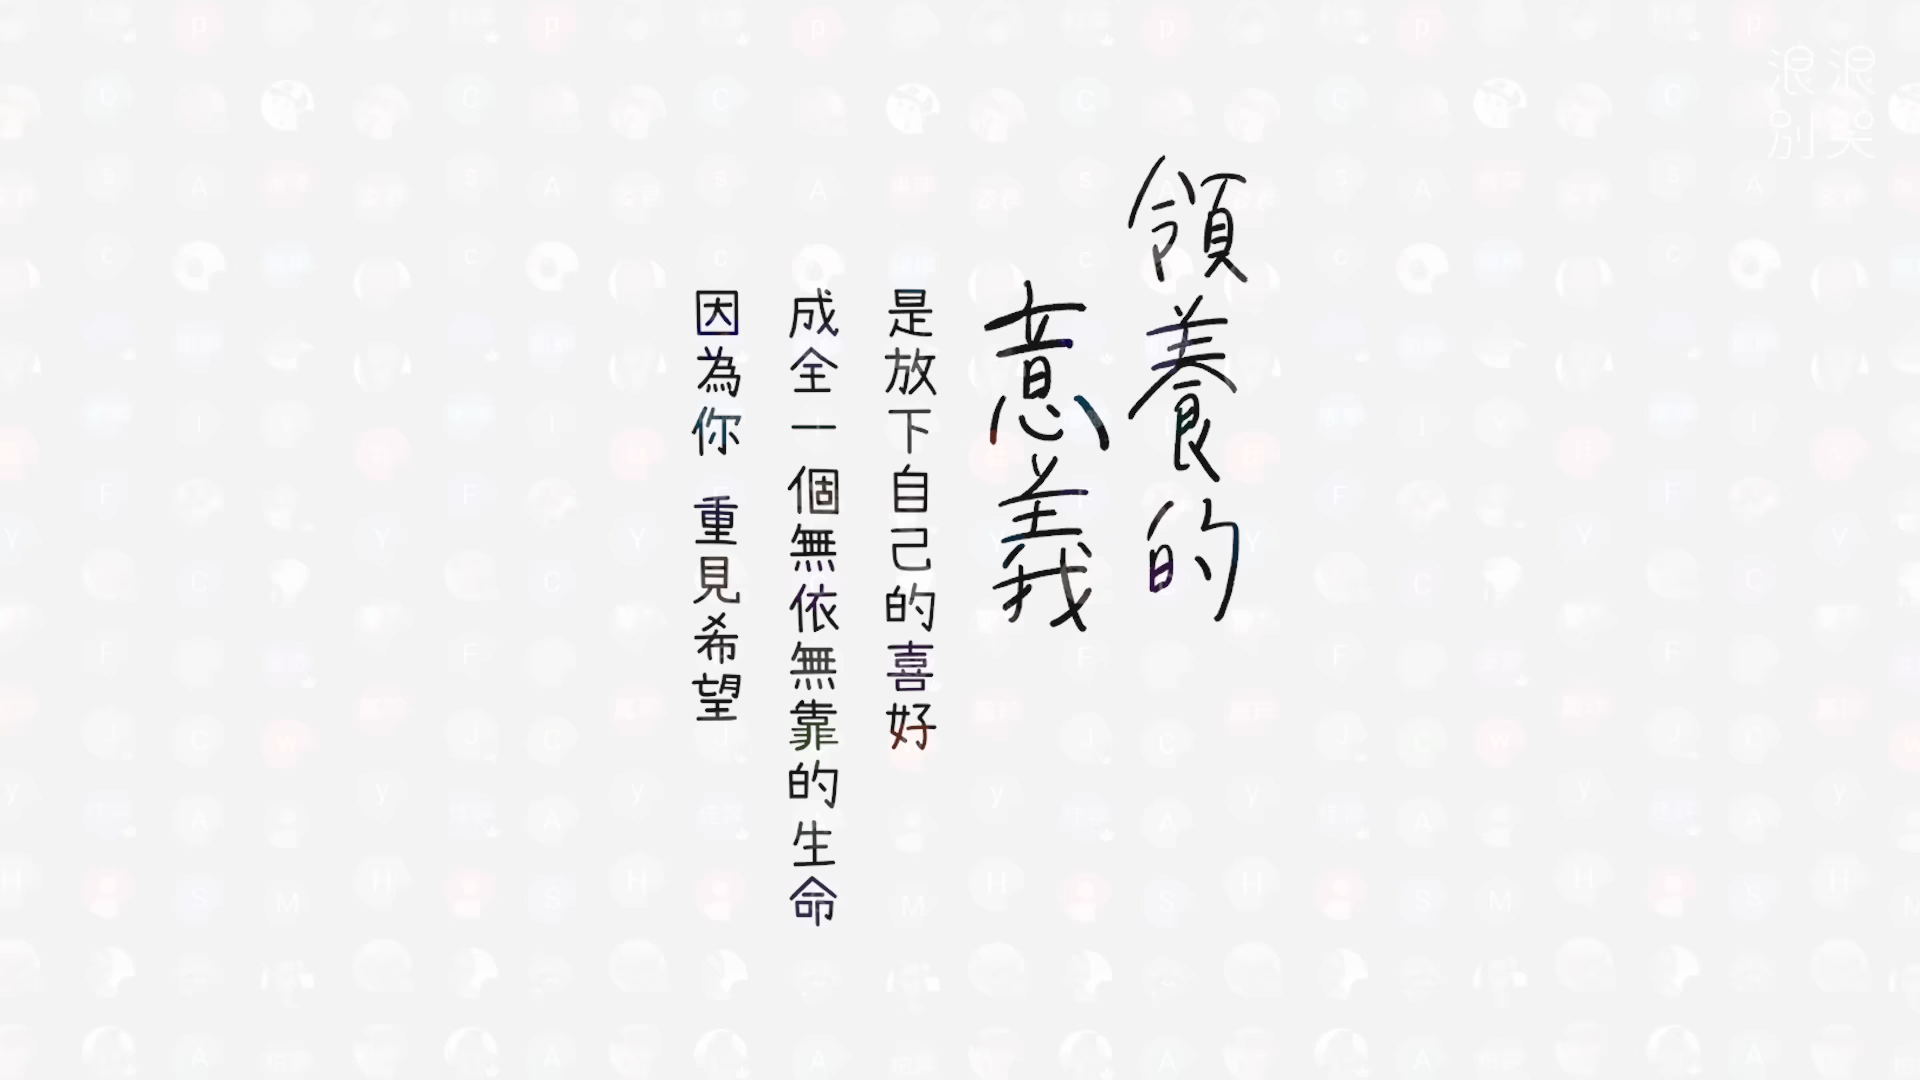 領養的
意義
是放下自己的喜好
成全一個無依無靠的生命
因為你 重見希望
浪浪
別哭